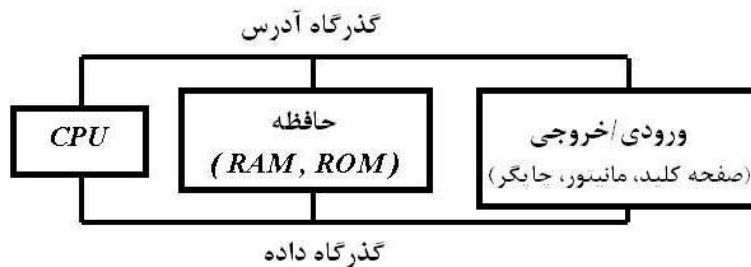 گذرگاه آدرس
CPU
حافظه
(RAM, ROM)
ورودی/خروجی
(صفحه کلید، مانیتور، چاپگر)
گذرگاه داده